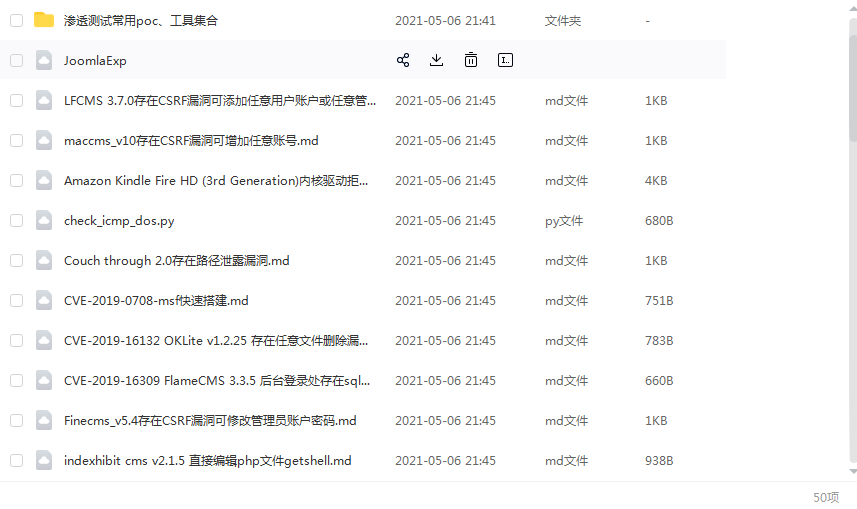 渗透测试常用poc、工具集合 2021-05-06 21:41 文件夹 -
JoomlaExp
LFCMS 3.7.0存在CSRF漏洞可添加任意用户账户或任意管... 2021-05-06 21:45 md文件 1KB
maccms_v10存在CSRF漏洞可增加任意账号.md 2021-05-06 21:45 md文件 1KB
Amazon Kindle Fire HD (3rd Generation)内核驱动拒... 2021-05-06 21:45 md文件 4KB
check_icmp_dos.py 2021-05-06 21:45 py文件 680B
Couch through 2.0存在路径泄露漏洞.md 2021-05-06 21:45 md文件 1KB
CVE-2019-0708-msf快速搭建.md 2021-05-06 21:45 md文件 751B
CVE-2019-16132 OKLite v1.2.25 存在任意文件删除漏... 2021-05-06 21:45 md文件 783B
CVE-2019-16309 FlameCMS 3.3.5 后台登录处存在sql... 2021-05-06 21:45 md文件 660B
Finecms_v5.4存在CSRF漏洞可修改管理员账户密码.md 2021-05-06 21:45 md文件 1KB
indexhibit cms v2.1.5 直接编辑php文件getshell.md 2021-05-06 21:45 md文件 938B
50项